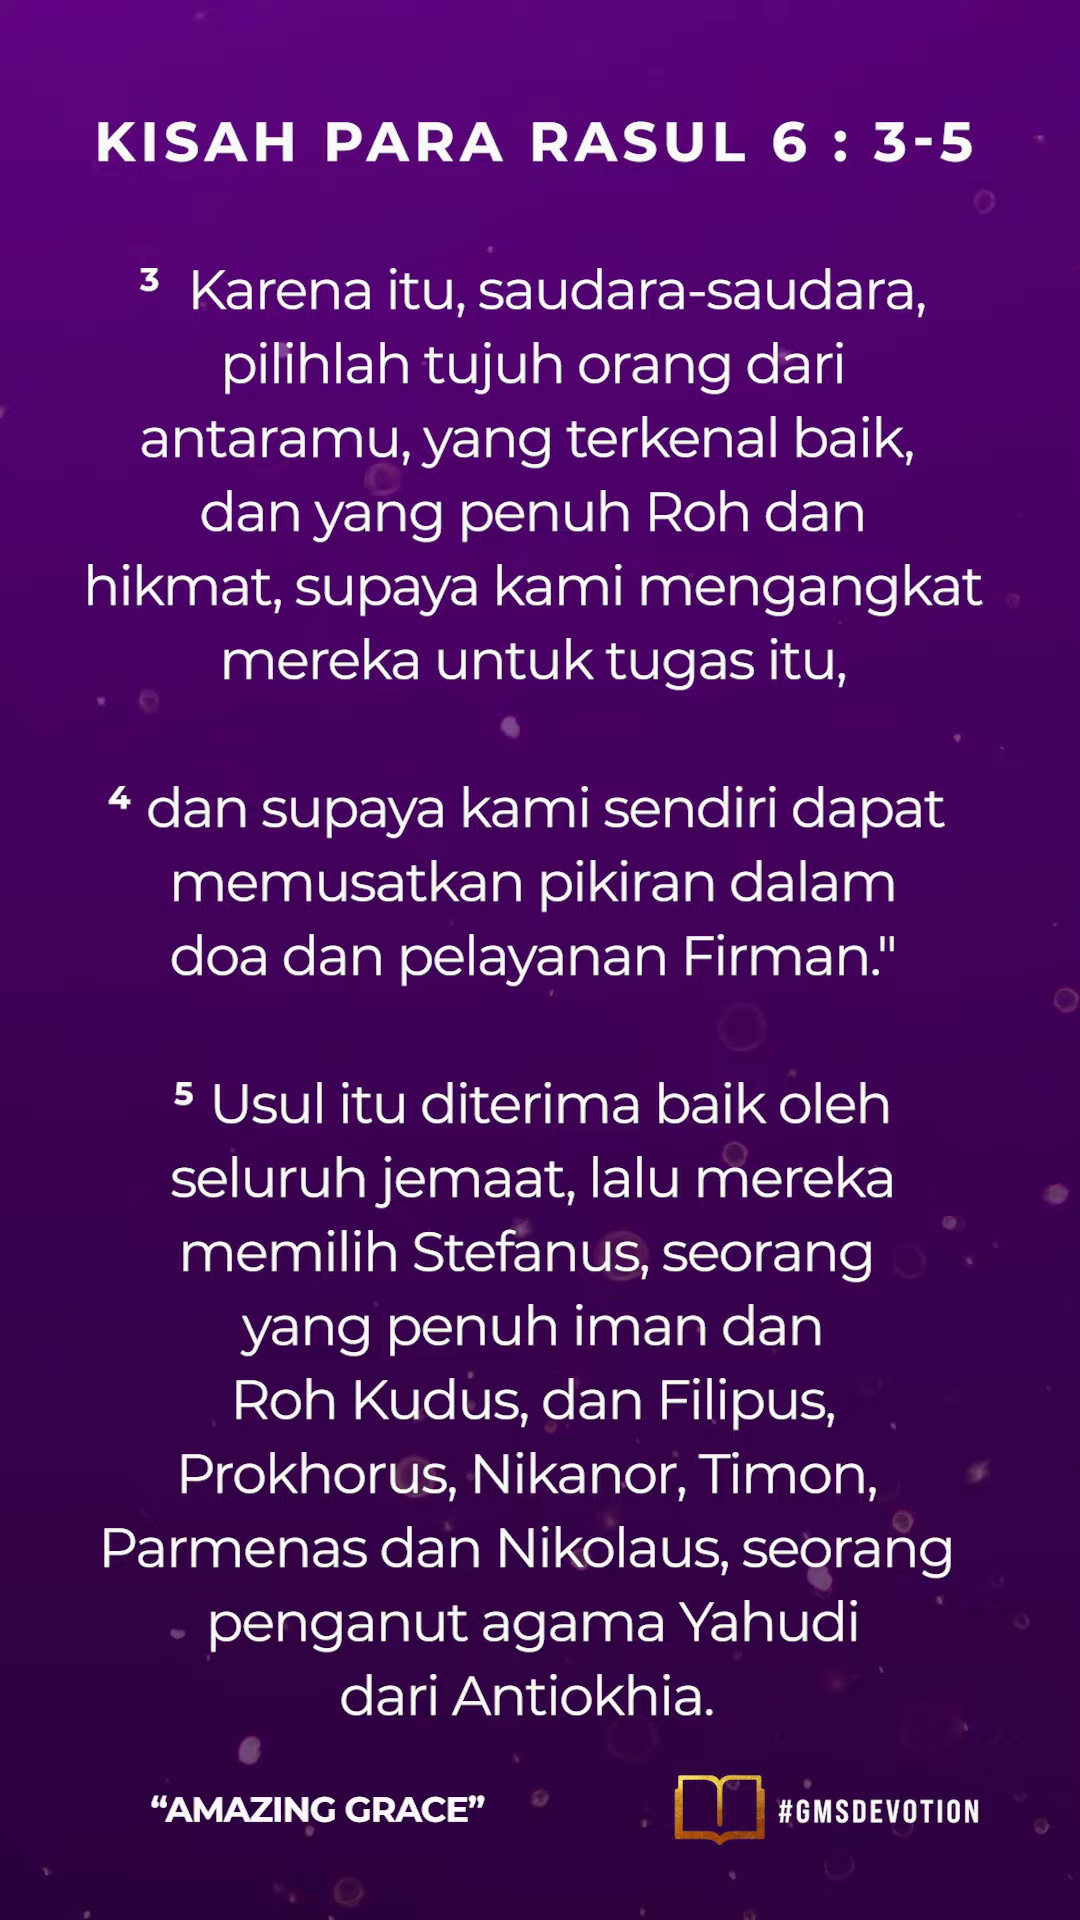 KISAH PARA RASUL 6 : 3-5
³ Karena itu, saudara-saudara,
pilihlah tujuh orang dari
antaramu, yang terkenal baik,
dan yang penuh Roh dan
hikmat, supaya kami mengangkat
mereka untuk tugas itu,
⁴ dan supaya kami sendiri dapat
memusatkan pikiran dalam
doa dan pelayanan Firman."
⁵ Usul itu diterima baik oleh
seluruh jemaat, lalu mereka
memilih Stefanus, seorang
yang penuh iman dan
Roh Kudus, dan Filipus,
Prokhorus, Nikanor, Timon,
Parmenas dan Nikolaus, seorang
penganut agama Yahudi
dari Antiokhia.
“AMAZING GRACE” #GMSDEVOTION